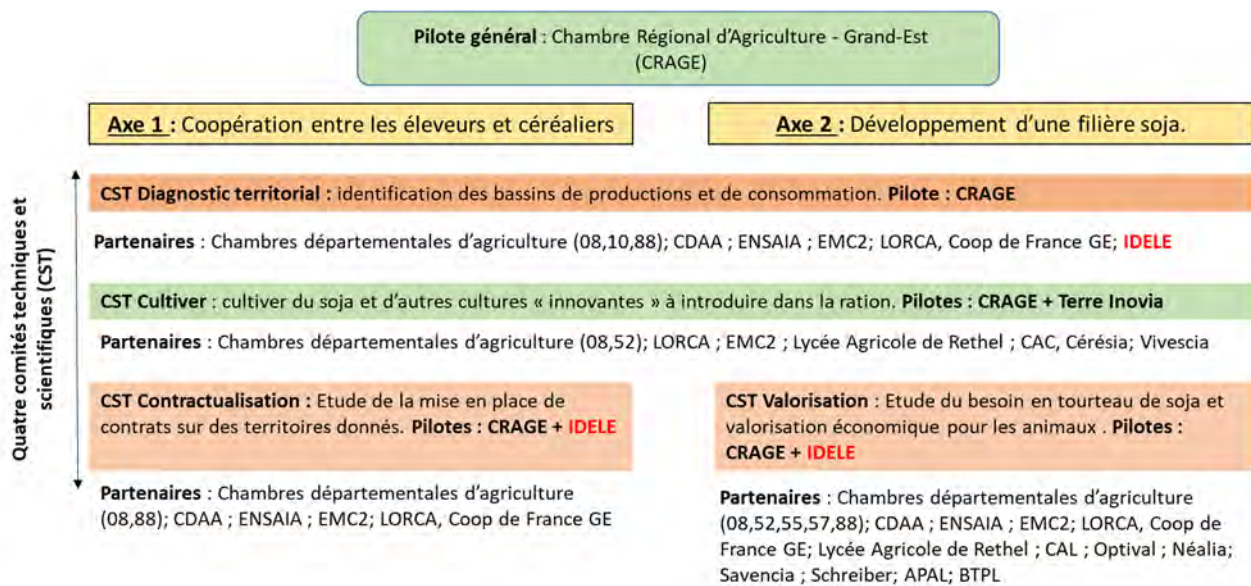 Pilote général : Chambre Régional d'Agriculture - Grand-Est
(CRAGE)
Axe 1 : Coopération entre les éleveurs et céréaliers
Axe 2 : Développement d'une filière soja.
Quatre comités techniques et
scientifiques (CST)
CST Diagnostic territorial : identification des bassins de productions et de consommation. Pilote : CRAGE
Partenaires : Chambres départementales d'agriculture (08,10,88); CDAA ; ENSAIA ; EMC2; LORCA, Coop de France GE; IDELE
CST Cultiver : cultiver du soja et d'autres cultures « innovantes » à introduire dans la ration. Pilotes : CRAGE + Terre Inovia
Partenaires : Chambres départementales d'agriculture (08,52); LORCA ; EMC2 ; Lycée Agricole de Rethel ; CAC, Cérésia; Vivescia
CST Contractualisation : Etude de la mise en place de
contrats sur des territoires donnés. Pilotes : CRAGE + IDELE
Partenaires : Chambres départementales d'agriculture
(08,88); CDAA ; ENSAIA ; EMC2; LORCA, Coop de France GE
CST Valorisation : Etude du besoin en tourteau de soja et
valorisation économique pour les animaux . Pilotes :
CRAGE + IDELE
Partenaires : Chambres départementales d'agriculture
(08,52,55,57,88); CDAA ; ENSAIA ; EMC2; LORCA, Coop de
France GE; Lycée Agricole de Rethel ; CAL ; Optival ; Néalia;
Savencia ; Schreiber; APAL; BTPL